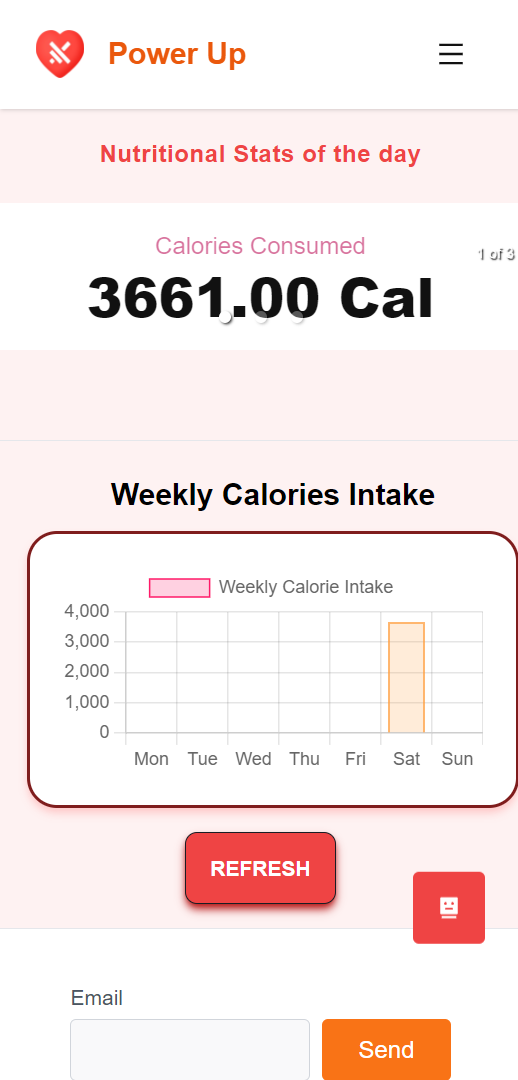 Power Up
Nutritional Stats of the day
Calories Consumed
1 of 3
3661.00 Cal
Weekly Calories Intake
Weekly Calorie Intake
4,000
3,000
2,000
1,000
0
Mon Tue Wed Thu Fri Sat Sun
REFRESH
Email
Send